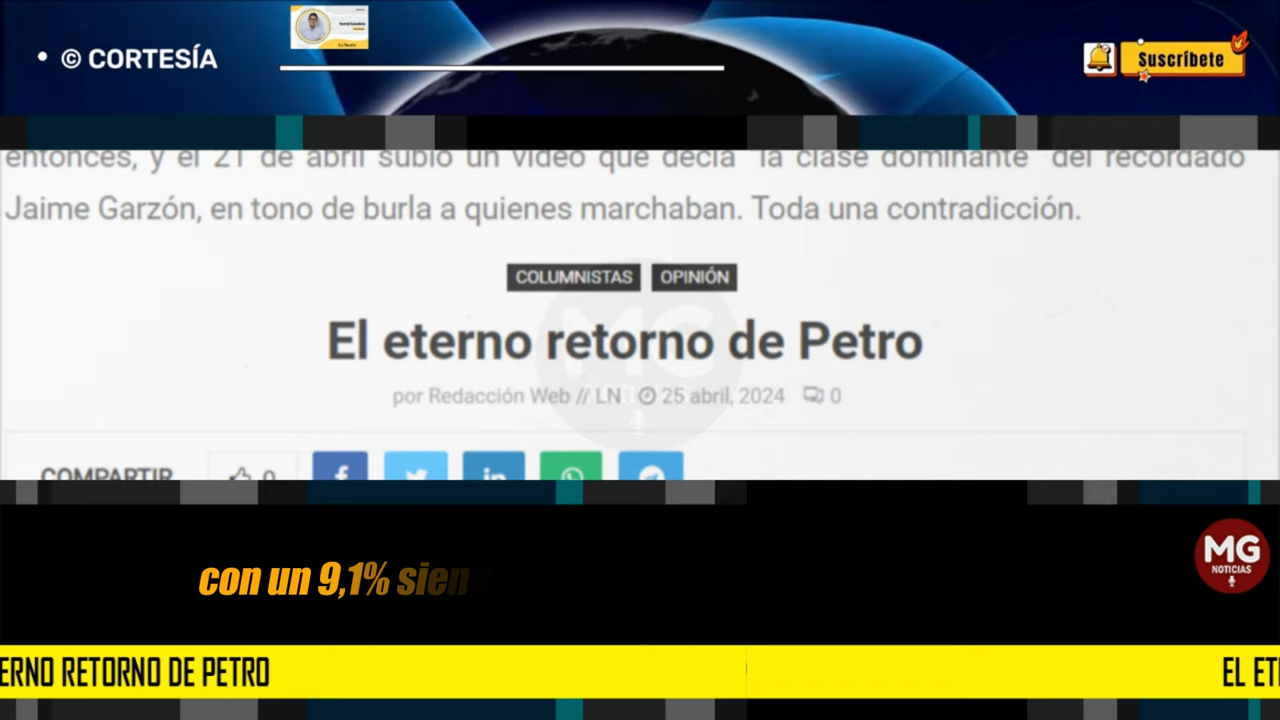 © CORTESÍA
Suscríbete
entonces, y el 21 de abril subió un video que decía "la clase dominante" del recordado
Jaime Garzón, en tono de burla a quienes marchaban. Toda una contradicción.
COLUMNISTAS OPINIÓN
El eterno retorno de Petro
por Redacción Web // LN 25 abril, 2024 0
COMPARTIR 0
con un 9,1% sien
MG
NOTICIAS
ERNO RETORNO DE PETRO EL ET